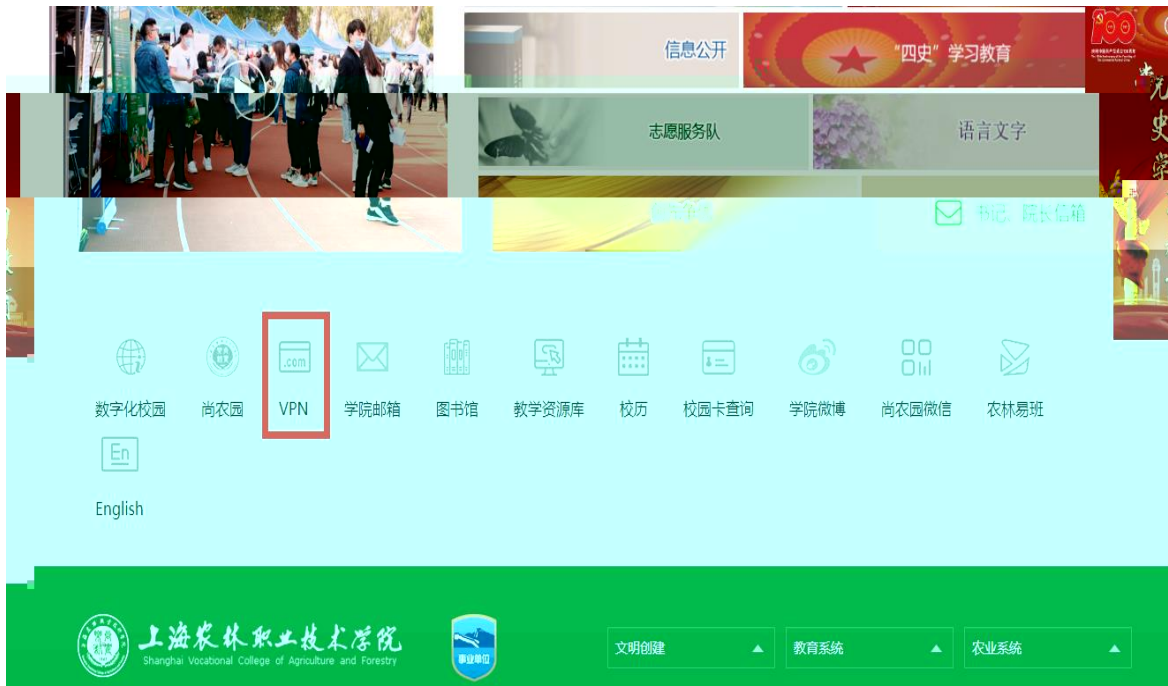 信息公开
"四史"学习教育
100
志愿服务队
语言文字
书记、院长信箱
.com
数字化校园
尚农园
VPN
学院邮箱
图书馆
教学资源库
校历
校园卡查询
学院微博
尚农园微信
农林易班
En
English
上海农林职业技术学院
Shanghai Vocational College of Agriculture and Forestry
事业单位
文明创建
教育系统
农业系统